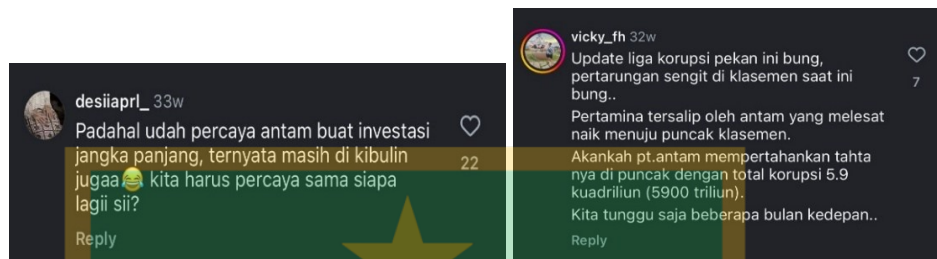 desiiaprl_ 33w
Padahal udah percaya antam buat investasi
jangka panjang, ternyata masih di kibulin
jugaa😂 kita harus percaya sama siapa
lagii sii?
22
Reply
vicky_fh 32w
Update liga korupsi pekan ini bung,
pertarungan sengit di klasemen saat ini
bung..
Pertamina tersalip oleh antam yang melesat
naik menuju puncak klasemen.
Akankah pt.antam mempertahankan tahta
nya di puncak dengan total korupsi 5.9
kuadriliun (5900 triliun).
Kita tunggu saja beberapa bulan kedepan..
7
Reply